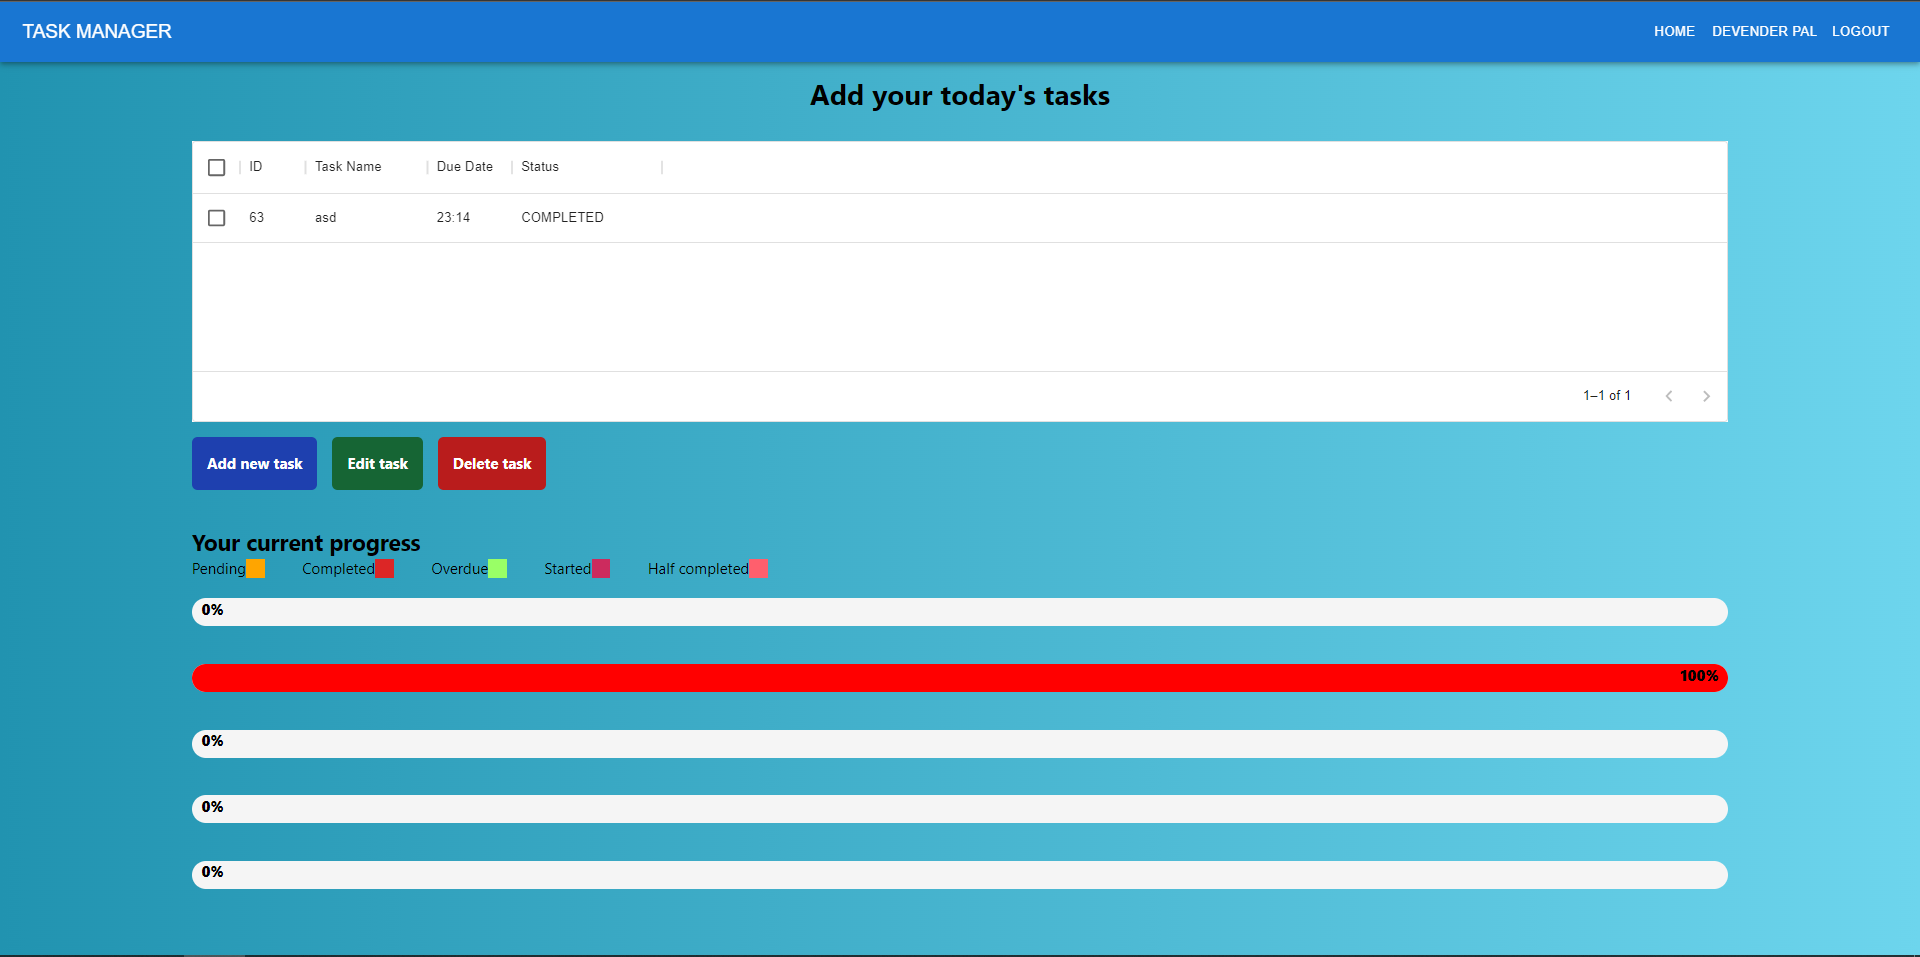 TASK MANAGER HOME DEVENDER PAL LOGOUT
Add your today's tasks
ID Task Name Due Date Status
63 asd 23:14 COMPLETED
1–1 of 1
Add new task Edit task Delete task
Your current progress
Pending Completed Overdue Started Half completed
0%
100%
0%
0%
0%